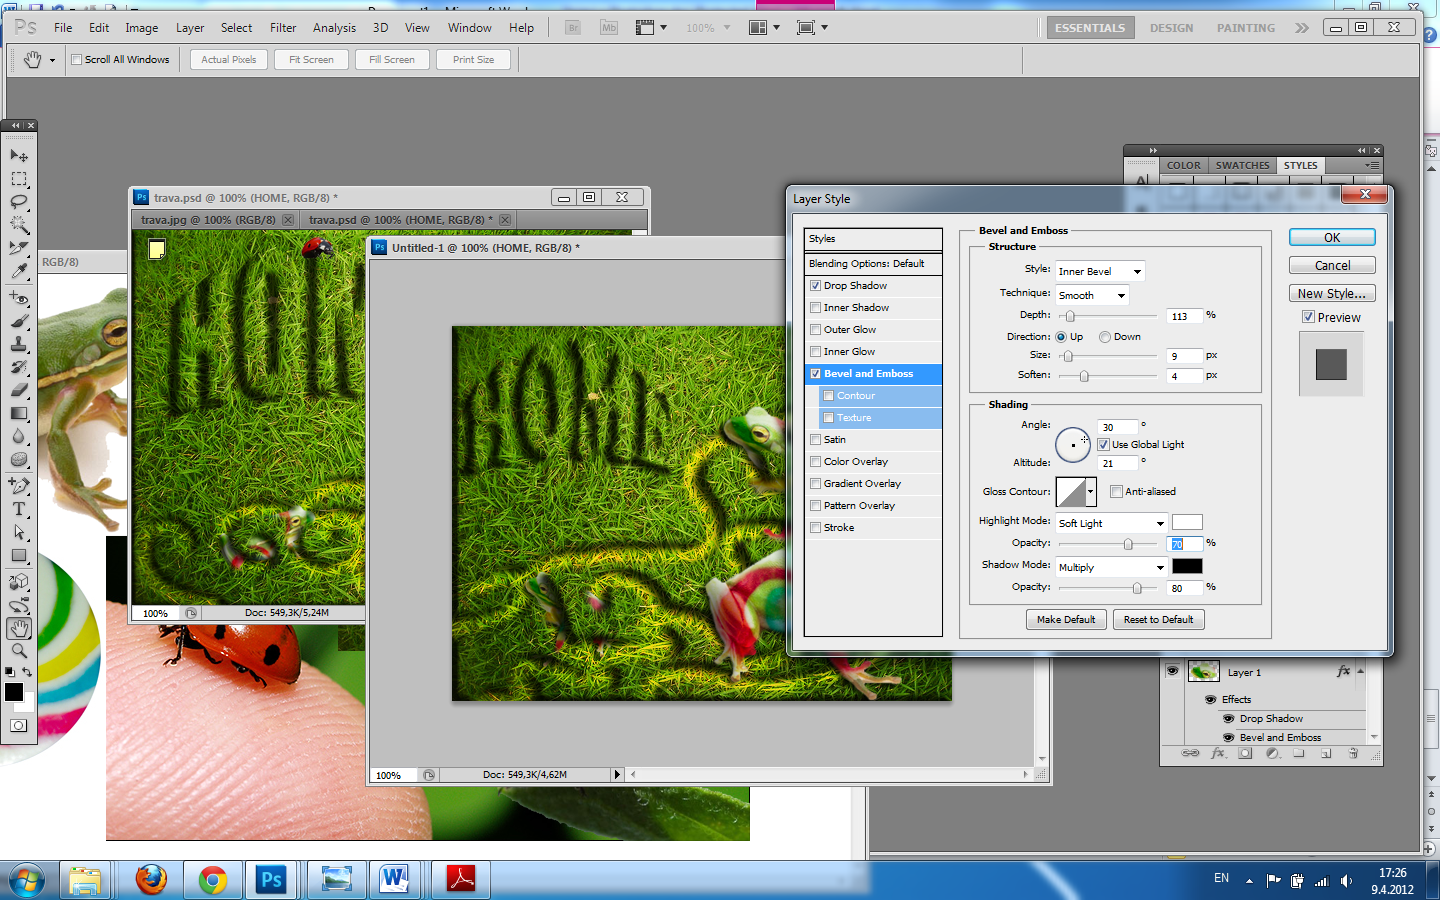 Ps File Edit Image Layer Select Filter Analysis 3D View Window Help Br Mb 100% ESSENTIALS DESIGN PAINTING
Scroll All Windows Actual Pixels Fit Screen Fill Screen Print Size
COLOR SWATCHES STYLES
trava.psd @ 100% (HOME, RGB/8) *
trava.jpg @ 100% (RGB/8) trava.psd @ 100% (HOME, RGB/8) *
RGB/8)
Untitled-1 @ 100% (HOME, RGB/8) *
HOME
HOME
100% Doc: 549,3K/5,24M
100% Doc: 549,3K/4,62M
Layer Style
Styles
Blending Options: Default
Drop Shadow
Inner Shadow
Outer Glow
Inner Glow
Bevel and Emboss
Contour
Texture
Satin
Color Overlay
Gradient Overlay
Pattern Overlay
Stroke
Bevel and Emboss
Structure
Style: Inner Bevel
Technique: Smooth
Depth: 113 %
Direction: Up Down
Size: 9 px
Soften: 4 px
Shading
Angle: 30 °
Use Global Light
Altitude: 21 °
Gloss Contour: Anti-aliased
Highlight Mode: Soft Light
Opacity: 70 %
Shadow Mode: Multiply
Opacity: 80 %
Make Default Reset to Default
OK
Cancel
New Style...
Preview
Layer 1 fx
Effects
Drop Shadow
Bevel and Emboss
EN
17:26
9.4.2012